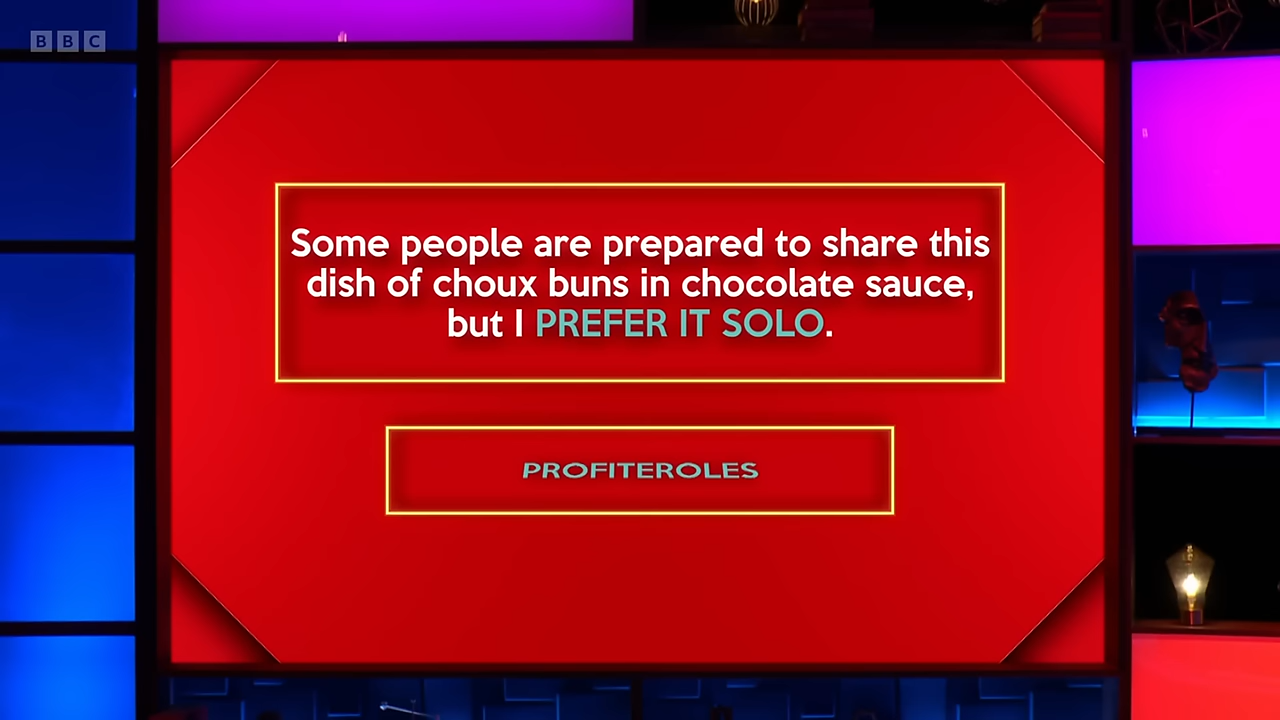 BBC
Some people are prepared to share this
dish of choux buns in chocolate sauce,
but I PREFER IT SOLO.
PROFITEROLES